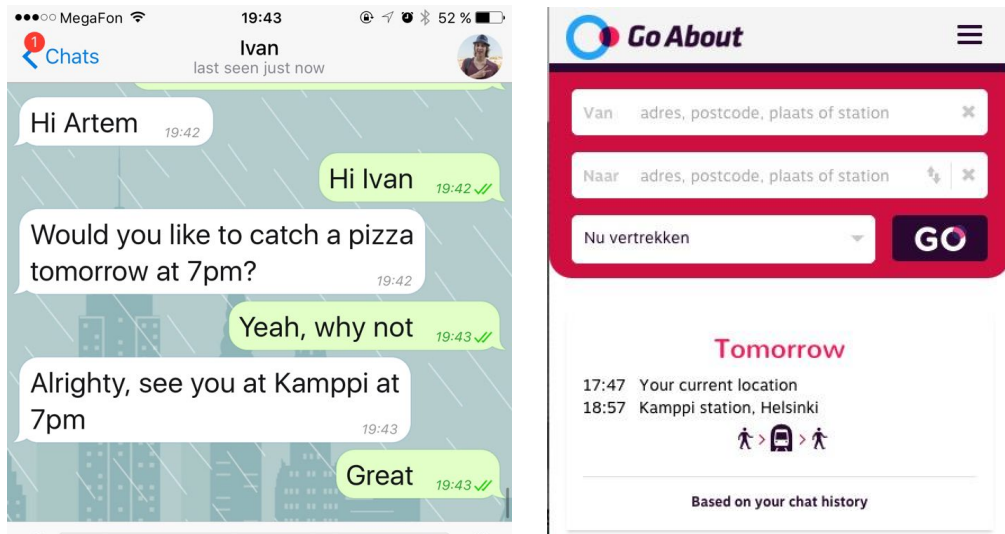 MegaFon 19:43 52 %
1
Chats
Ivan
last seen just now
Hi Artem 19:42
Hi Ivan 19:42
Would you like to catch a pizza
tomorrow at 7pm? 19:42
Yeah, why not 19:43
Alrighty, see you at Kamppi at
7pm 19:43
Great 19:43
Go About
Van adres, postcode, plaats of station
Naar adres, postcode, plaats of station
Nu vertrekken GO
Tomorrow
17:47 Your current location
18:57 Kamppi station, Helsinki
Based on your chat history